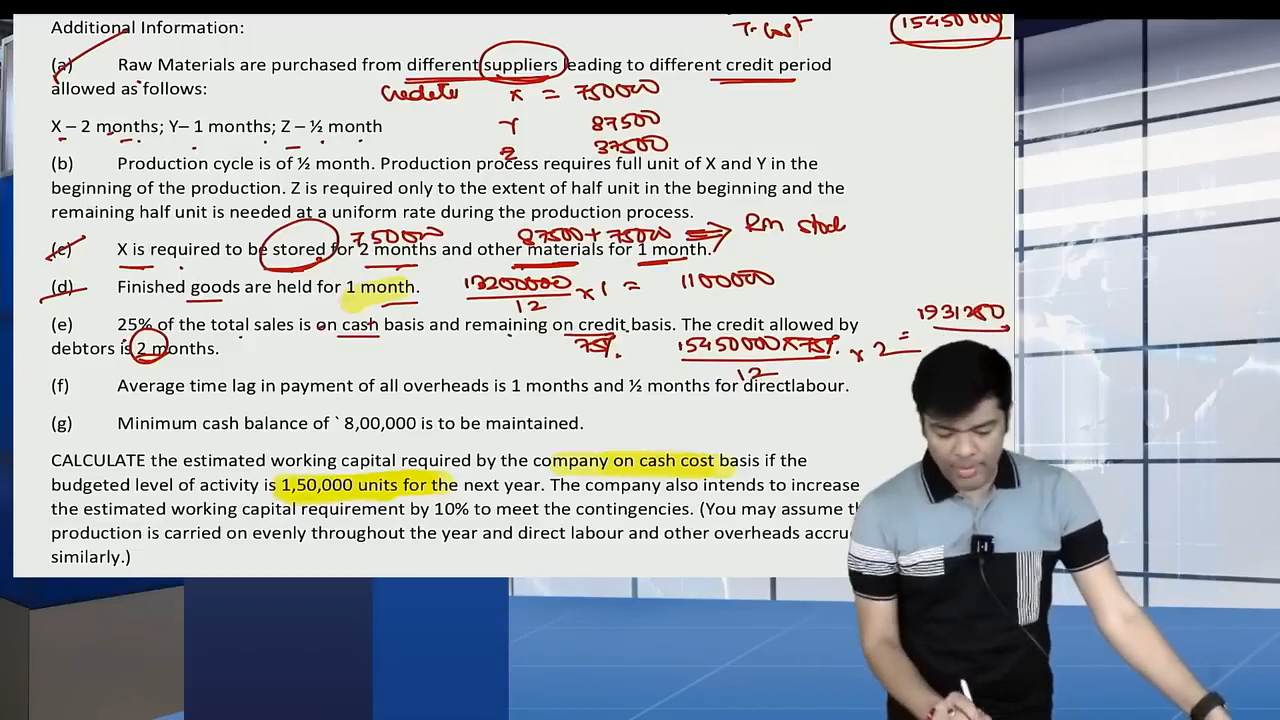 Additional Information:
T. Cost
15450000
(a) Raw Materials are purchased from different suppliers leading to different credit period
allowed as follows:
X = 750000
X – 2 months; Y– 1 months; Z – ½ month
Y 87500
Z 37500
(b) Production cycle is of ½ month. Production process requires full unit of X and Y in the
beginning of the production. Z is required only to the extent of half unit in the beginning and the
remaining half unit is needed at a uniform rate during the production process.
750000 87500+75000 ⇒ RM stock
(c) X is required to be stored for 2 months and other materials for 1 month.
(d) Finished goods are held for 1 month.
13200000/12 × 1 = 1100000
(e) 25% of the total sales is on cash basis and remaining on credit basis. The credit allowed by
debtors is 2 months.
75%. 15450000×75%/12 × 2 = 1931250
(f) Average time lag in payment of all overheads is 1 months and ½ months for directlabour.
(g) Minimum cash balance of ` 8,00,000 is to be maintained.
CALCULATE the estimated working capital required by the company on cash cost basis if the
budgeted level of activity is 1,50,000 units for the next year. The company also intends to increase
the estimated working capital requirement by 10% to meet the contingencies. (You may assume
production is carried on evenly throughout the year and direct labour and other overheads accru
similarly.)